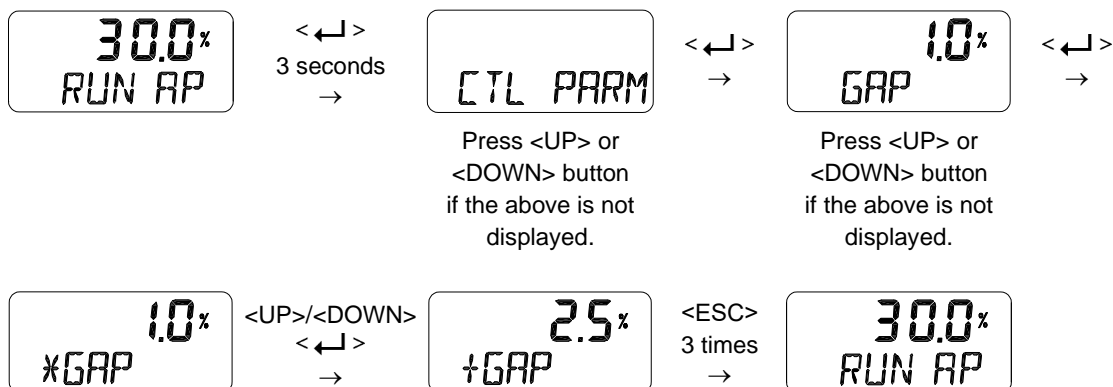 30.0%
RUN AP
< ↵ >
3 seconds
→
CTL PARM
Press <UP> or
<DOWN> button
if the above is not
displayed.
< ↵ >
→
1.0%
GAP
Press <UP> or
<DOWN> button
if the above is not
displayed.
< ↵ >
→
1.0%
*GAP
<UP>/<DOWN>
< ↵ >
→
2.5%
+GAP
<ESC>
3 times
→
30.0%
RUN AP